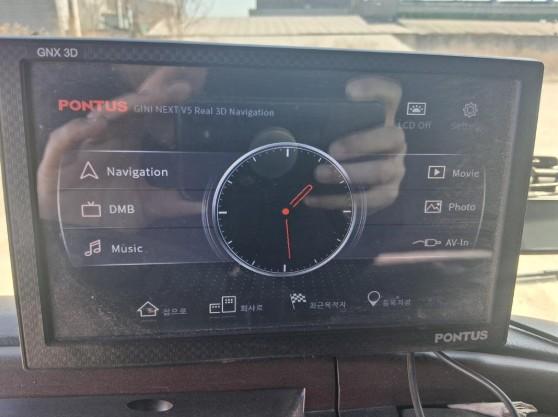 GNX 3D
PONTUS GINI NEXT V5 Real 3D Navigation
LCD Off
Setting
Navigation
Movie
DMB
Photo
Music
AV-In
집으로
회사로
최근목적지
등록지점
PONTUS